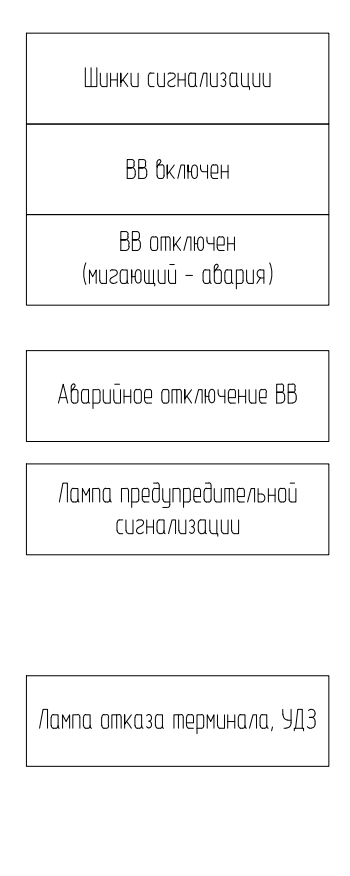 Шинки сигнализации
ВВ включен
ВВ отключен
(мигающий - авария)
Аварийное отключение ВВ
Лампа предупредительной
сигнализации
Лампа отказа терминала, УДЗ